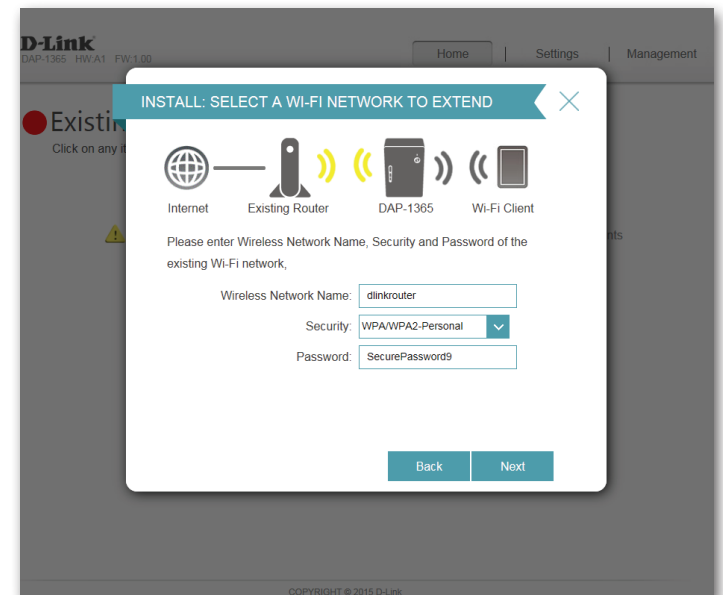 D-Link
DAP-1365 HW:A1 FW:1.00
Home | Settings | Management
INSTALL: SELECT A WI-FI NETWORK TO EXTEND
Click on any it
Internet Existing Router DAP-1365 Wi-Fi Client
nts
Please enter Wireless Network Name, Security and Password of the
existing Wi-Fi network,
Wireless Network Name: dlinkrouter
Security: WPA/WPA2-Personal
Password: SecurePassword9
Back Next
COPYRIGHT © 2015 D-Link